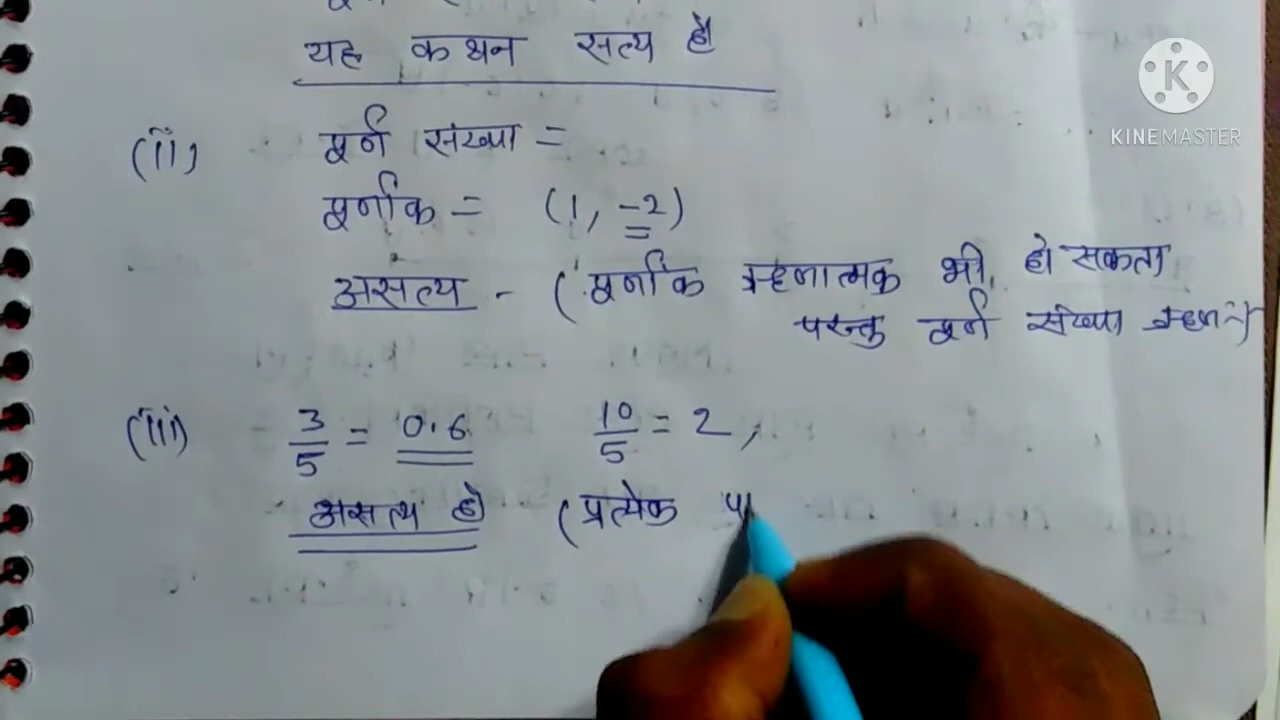 यह कथन सत्य है
(ii) पूर्ण संख्या =
पूर्णांक = (1, -2)
असत्य - ( पूर्णांक ऋणात्मक भी हो सकता
परन्तु पूर्ण संख्या
(iii) 3/5 = 0.6 10/5 = 2,
असत्य है (प्रत्येक
KINEMASTER